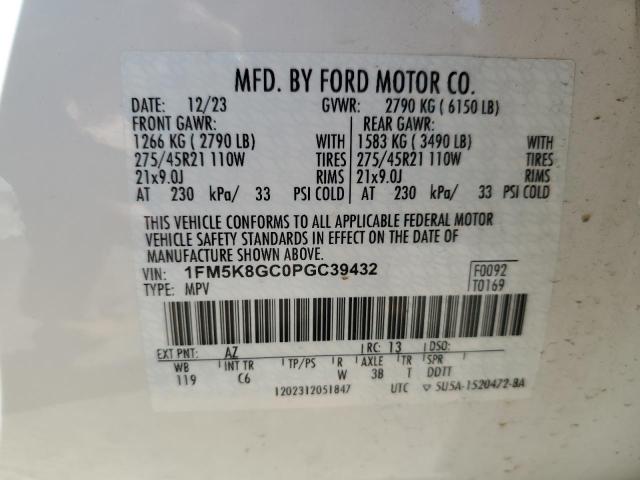 MFD. BY FORD MOTOR CO.
DATE: 12/23 GVWR: 2790 KG ( 6150 LB)
FRONT GAWR: REAR GAWR:
1266 KG ( 2790 LB) WITH 1583 KG ( 3490 LB) WITH
275/45R21 110W TIRES 275/45R21 110W TIRES
21x9.0J RIMS 21x9.0J RIMS
AT 230 kPa/ 33 PSI COLD AT 230 kPa/ 33 PSI COLD
THIS VEHICLE CONFORMS TO ALL APPLICABLE FEDERAL MOTOR
VEHICLE SAFETY STANDARDS IN EFFECT ON THE DATE OF
MANUFACTURE SHOWN ABOVE.
VIN: 1FM5K8GC0PGC39432 F0092
TYPE: MPV T0169
EXT PNT: AZ RC: 13 DSO:
WB INT TR TP/PS R AXLE TR SPR
119 C6 W 3B T DDTT
1202312051847 UTC ▽ 5U5A-1520472-BA